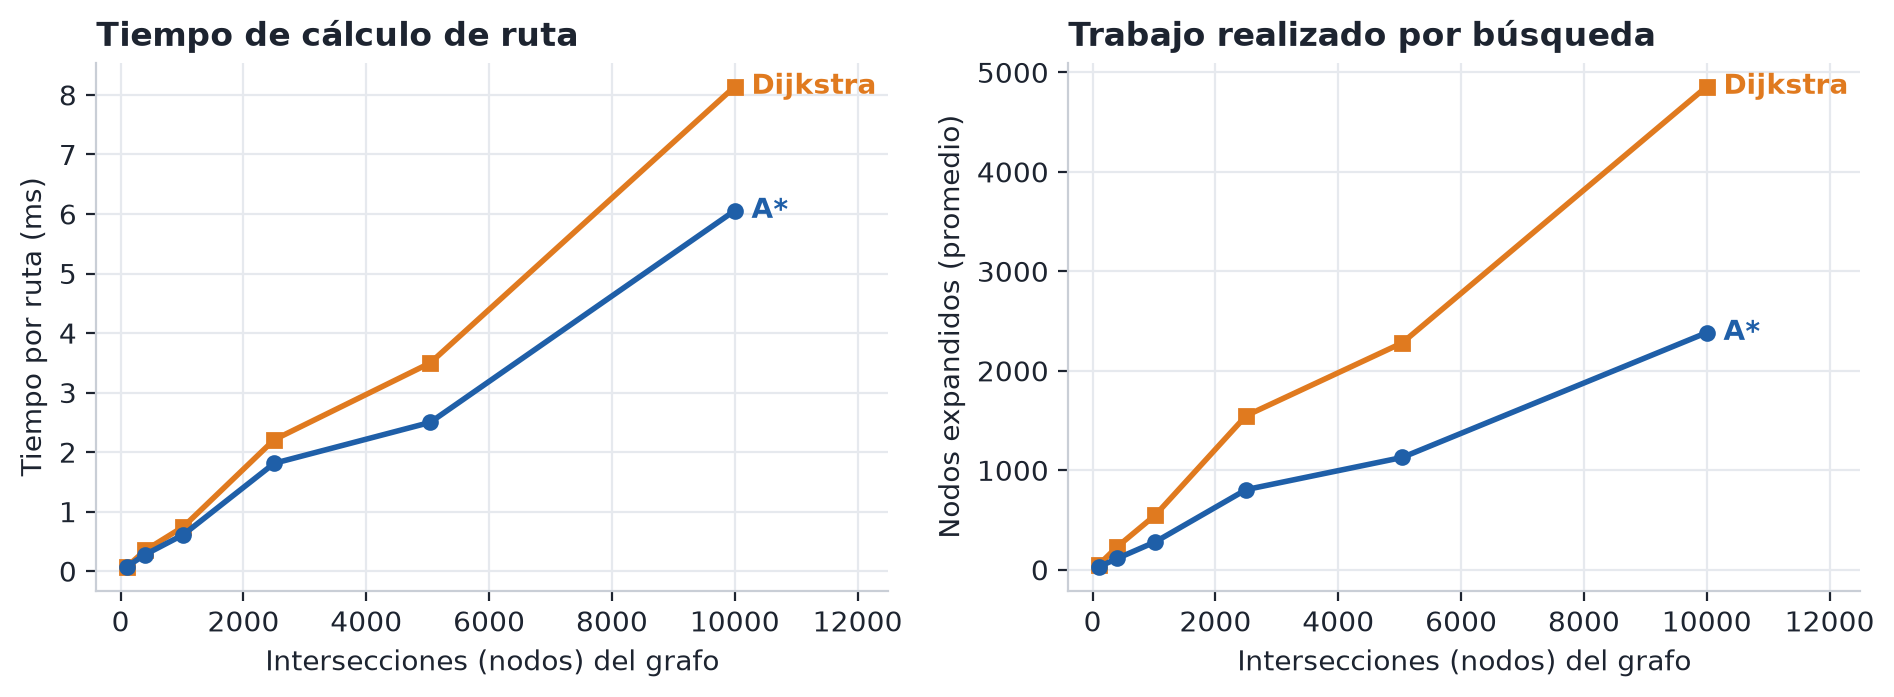 Tiempo de cálculo de ruta
Tiempo por ruta (ms)
8
7
6
5
4
3
2
1
0
Dijkstra
A*
0 2000 4000 6000 8000 10000 12000
Intersecciones (nodos) del grafo
Trabajo realizado por búsqueda
Nodos expandidos (promedio)
5000
4000
3000
2000
1000
0
Dijkstra
A*
0 2000 4000 6000 8000 10000 12000
Intersecciones (nodos) del grafo